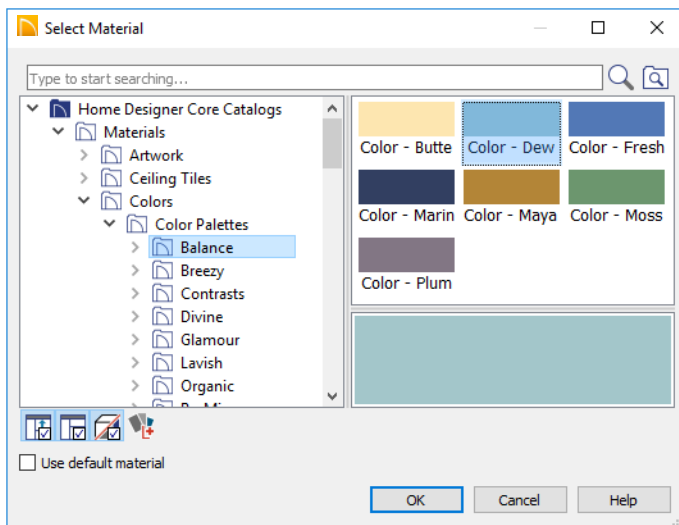 Select Material
Type to start searching...
Home Designer Core Catalogs
Materials
Artwork
Ceiling Tiles
Colors
Color Palettes
Balance
Breezy
Contrasts
Divine
Glamour
Lavish
Organic
Color - Butte
Color - Dew
Color - Fresh
Color - Marin
Color - Maya
Color - Moss
Color - Plum
Use default material
OK
Cancel
Help